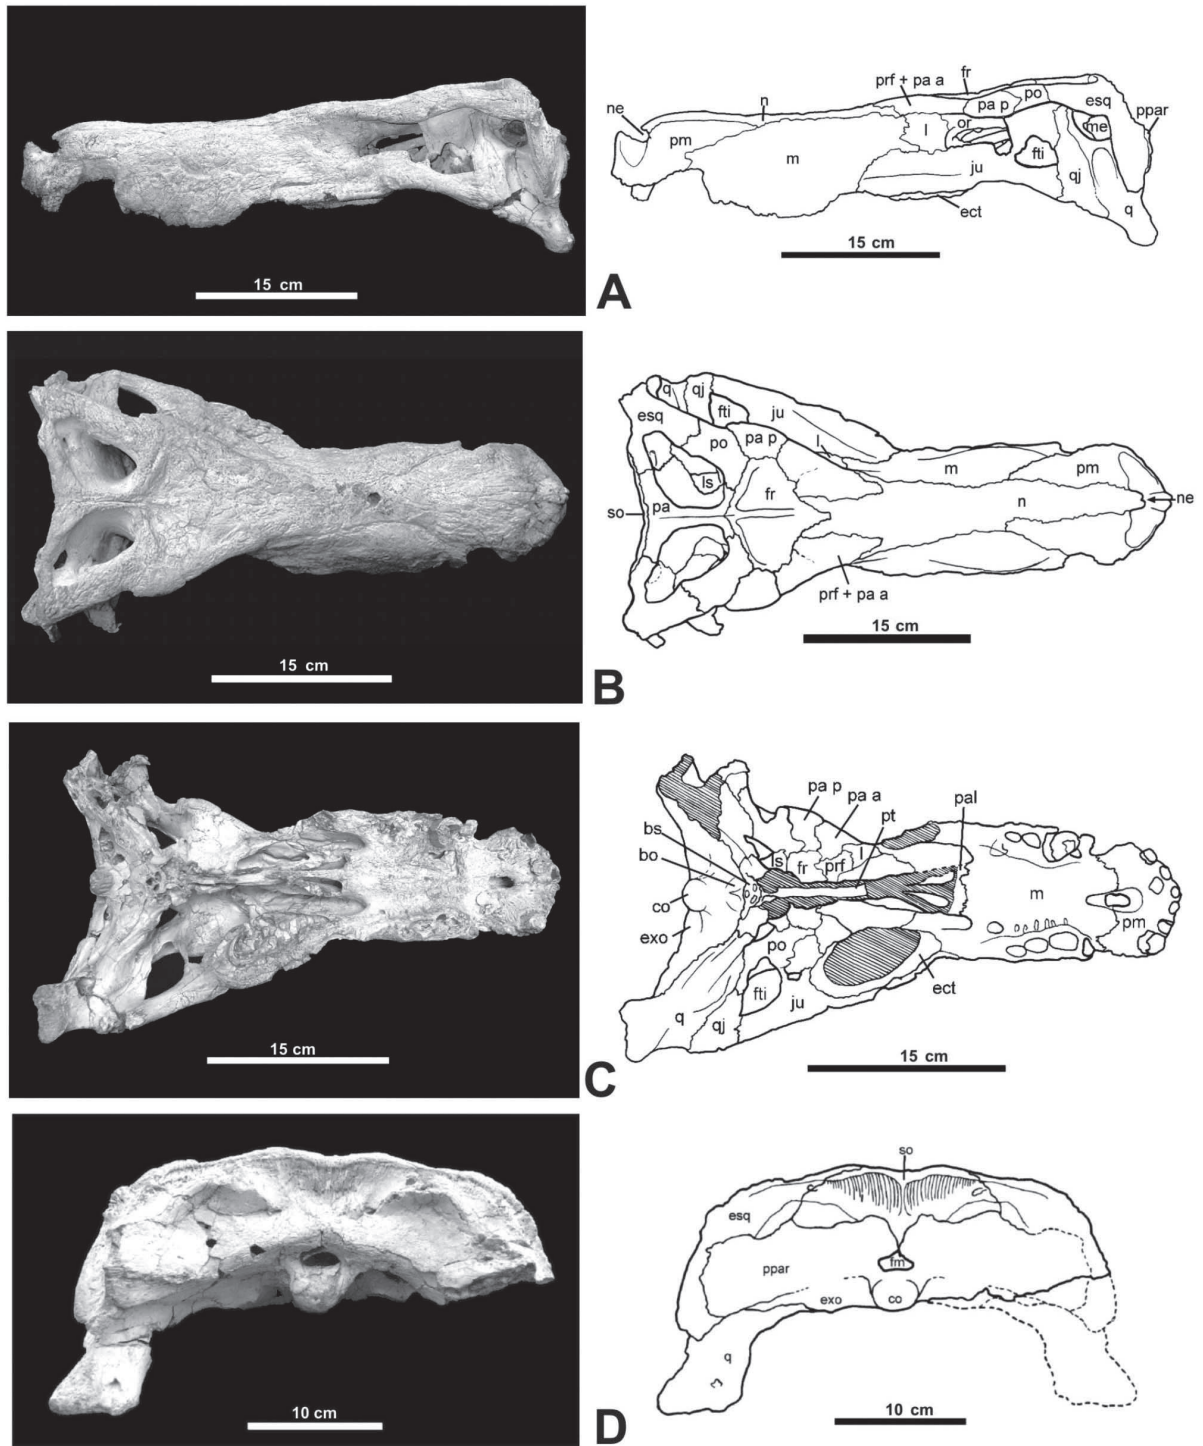 15 cm
ne
n
prf + pa a
fr
po
pa p
esq
ppar
pm
m
l
or
me
fti
ju
qj
q
ect
15 cm
A
q
qj
esq
fti
ju
po
pa p
l
ls
m
pm
so
pa
fr
n
ne
prf + pa a
15 cm
15 cm
B
pa p
pa a
pt
pal
bs
bo
ls
fr
prf
l
co
exo
m
pm
po
ect
fti
ju
q
qj
15 cm
15 cm
C
so
esq
fm
ppar
exo
co
q
10 cm
10 cm
D